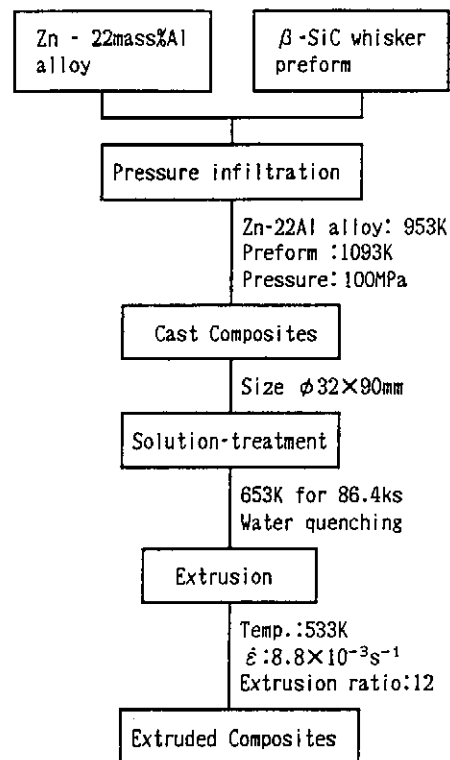 Zn - 22mass%Al
alloy
β-SiC whisker
preform
Pressure infiltration
Zn-22Al alloy: 953K
Preform :1093K
Pressure:100MPa
Cast Composites
Size φ32×90mm
Solution-treatment
653K for 86.4ks
Water quenching
Extrusion
Temp.:533K
ε̇:8.8×10⁻³s⁻¹
Extrusion ratio:12
Extruded Composites